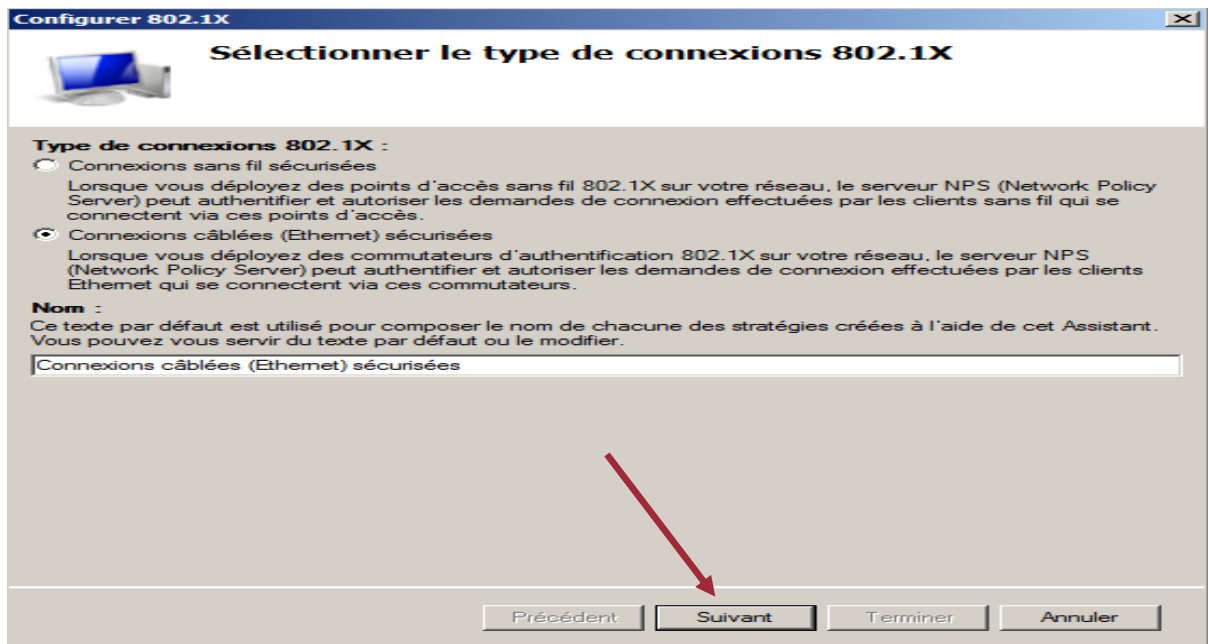 Configurer 802.1X
Sélectionner le type de connexions 802.1X
Type de connexions 802.1X :
Connexions sans fil sécurisées
Lorsque vous déployez des points d'accès sans fil 802.1X sur votre réseau, le serveur NPS (Network Policy
Server) peut authentifier et autoriser les demandes de connexion effectuées par les clients sans fil qui se
connectent via ces points d'accès.
Connexions câblées (Ethernet) sécurisées
Lorsque vous déployez des commutateurs d'authentification 802.1X sur votre réseau, le serveur NPS
(Network Policy Server) peut authentifier et autoriser les demandes de connexion effectuées par les clients
Ethernet qui se connectent via ces commutateurs.
Nom :
Ce texte par défaut est utilisé pour composer le nom de chacune des stratégies créées à l'aide de cet Assistant.
Vous pouvez vous servir du texte par défaut ou le modifier.
Connexions câblées (Ethernet) sécurisées
Précédent Suivant Terminer Annuler